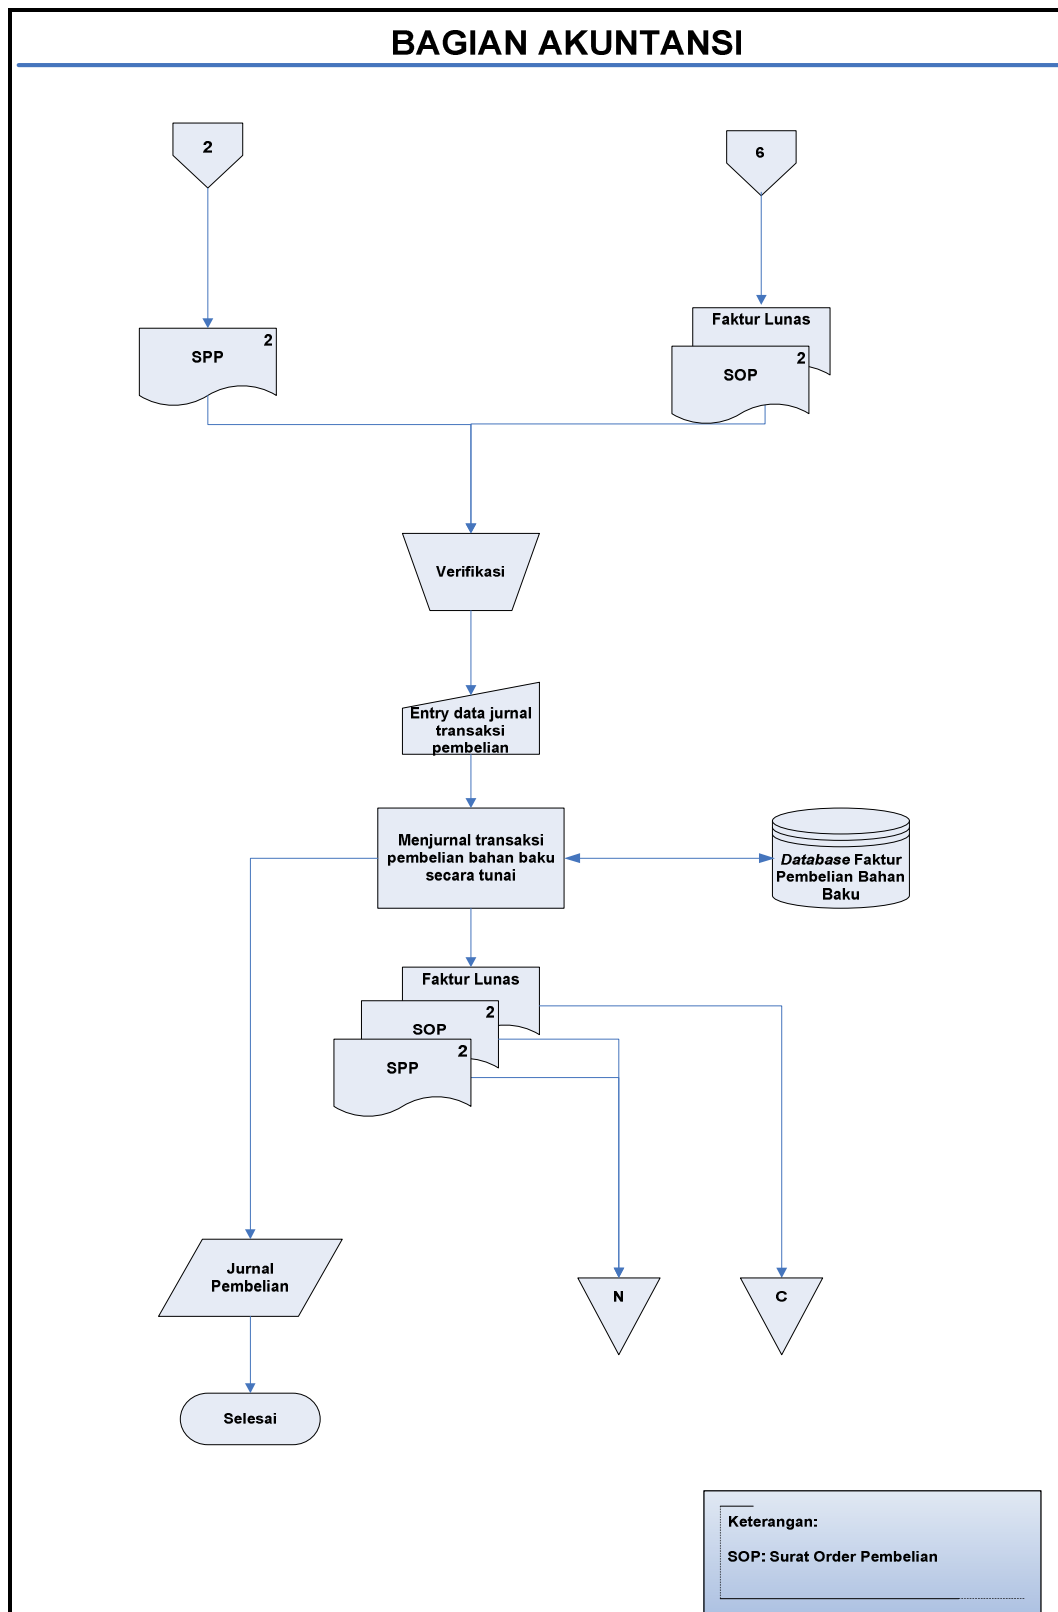 BAGIAN AKUNTANSI
2
6
2
SPP
Faktur Lunas
2
SOP
Verifikasi
Entry data jurnal
transaksi
pembelian
Menjurnal transaksi
pembelian bahan baku
secara tunai
Database Faktur
Pembelian Bahan
Baku
Faktur Lunas
2
SOP
2
SPP
Jurnal
Pembelian
N
C
Selesai
Keterangan:
SOP: Surat Order Pembelian